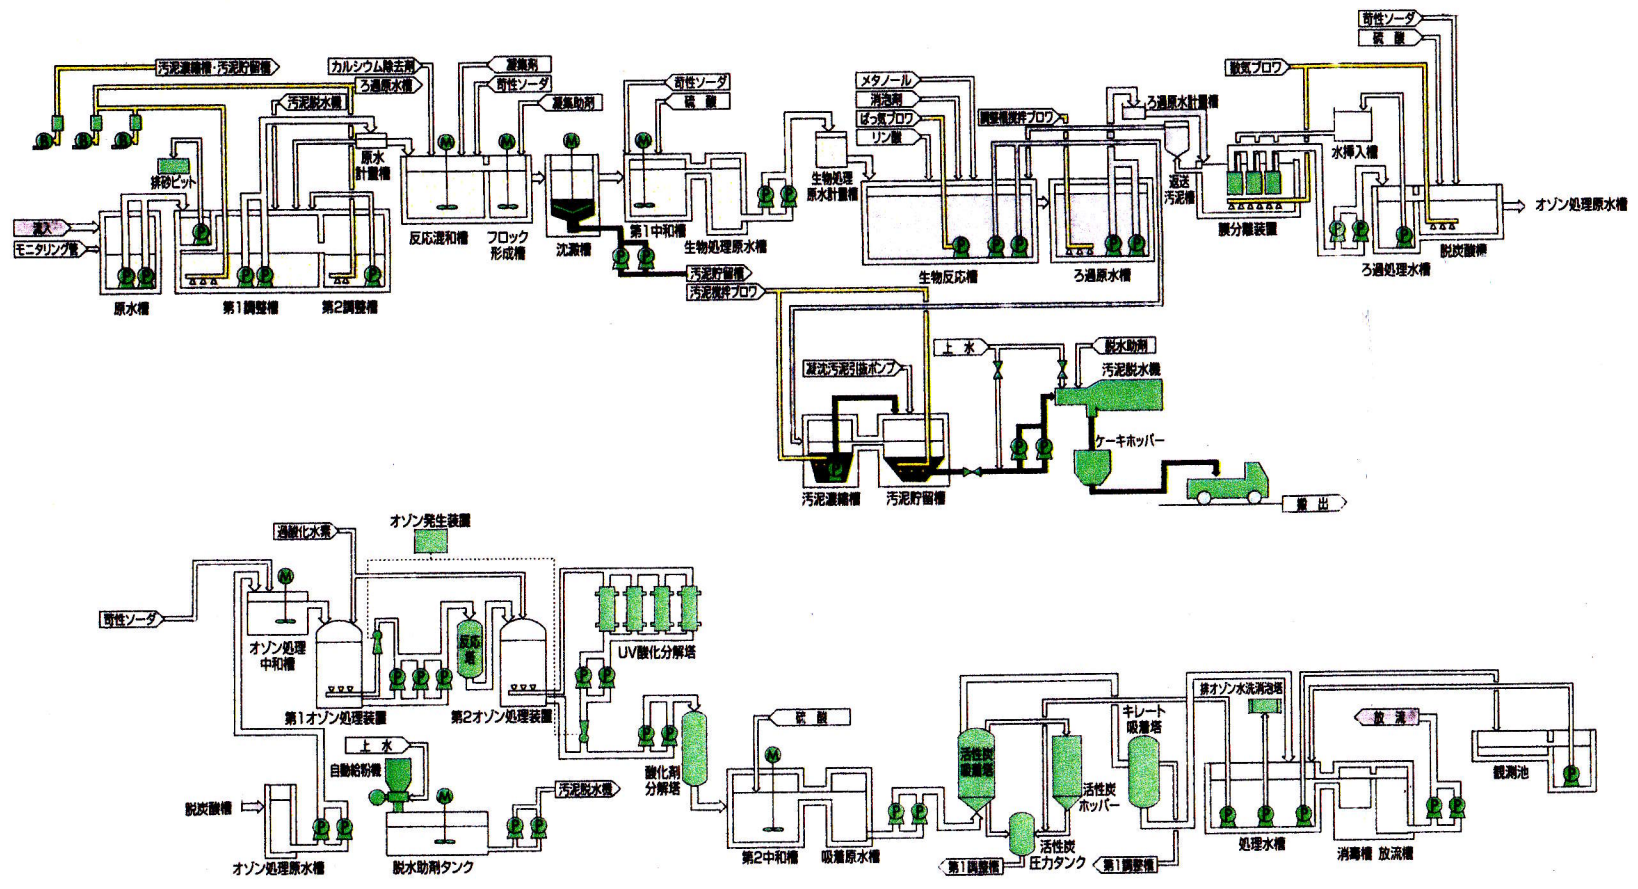 汚泥濃縮槽・汚泥貯留槽
カルシウム除去剤
ろ過原水槽
凝集剤
苛性ソーダ
凝集助剤
汚泥脱水機
排砂ピット
原水
計量槽
流入
モニタリング管
原水槽
第1調整槽
第2調整槽
反応混和槽
フロック
形成槽
沈澱槽
苛性ソーダ
硫酸
第1中和槽
生物処理原水槽
生物処理
原水計量槽
汚泥貯留槽
汚泥撹拌ブロワ
メタノール
消泡剤
ばっ気ブロワ
リン酸
調整槽撹拌ブロワ
生物反応槽
ろ過原水槽
ろ過原水計量槽
返送
汚泥槽
散気ブロワ
膜分離装置
水挿入槽
苛性ソーダ
硫酸
ろ過処理水槽
脱炭酸槽
オゾン処理原水槽
上水
脱水助剤
汚泥脱水機
凝沈汚泥引抜ポンプ
ケーキホッパー
汚泥濃縮槽
汚泥貯留槽
搬出
過酸化水素
オゾン発生装置
苛性ソーダ
オゾン処理
中和槽
反応
塔
第1オゾン処理装置
第2オゾン処理装置
UV酸化分解塔
上水
自動給粉機
脱炭酸槽
オゾン処理原水槽
脱水助剤タンク
汚泥脱水機
酸化剤
分解塔
硫酸
第2中和槽
吸着原水槽
活性炭
吸着塔
活性炭
ホッパー
活性炭
圧力タンク
第1調整槽
キレート
吸着塔
第1調整槽
排オゾン水洗消泡塔
放流
処理水槽
消毒槽
放流槽
観測池